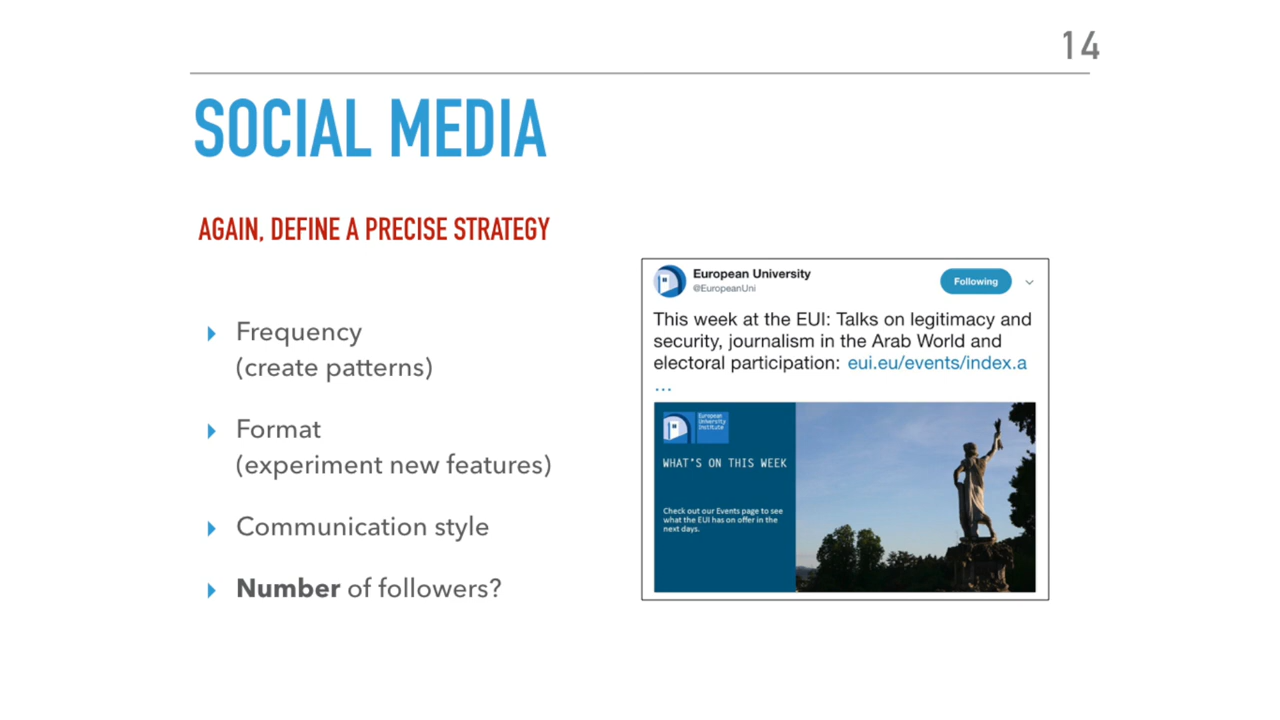 14
SOCIAL MEDIA
AGAIN, DEFINE A PRECISE STRATEGY
Frequency
(create patterns)
Format
(experiment new features)
Communication style
Number of followers?
European University
@EuropeanUni
Following
This week at the EUI: Talks on legitimacy and
security, journalism in the Arab World and
electoral participation: eui.eu/events/index.a
...
European
University
Institute
WHAT'S ON THIS WEEK
Check out our Events page to see
what the EUI has on offer in the
next days.